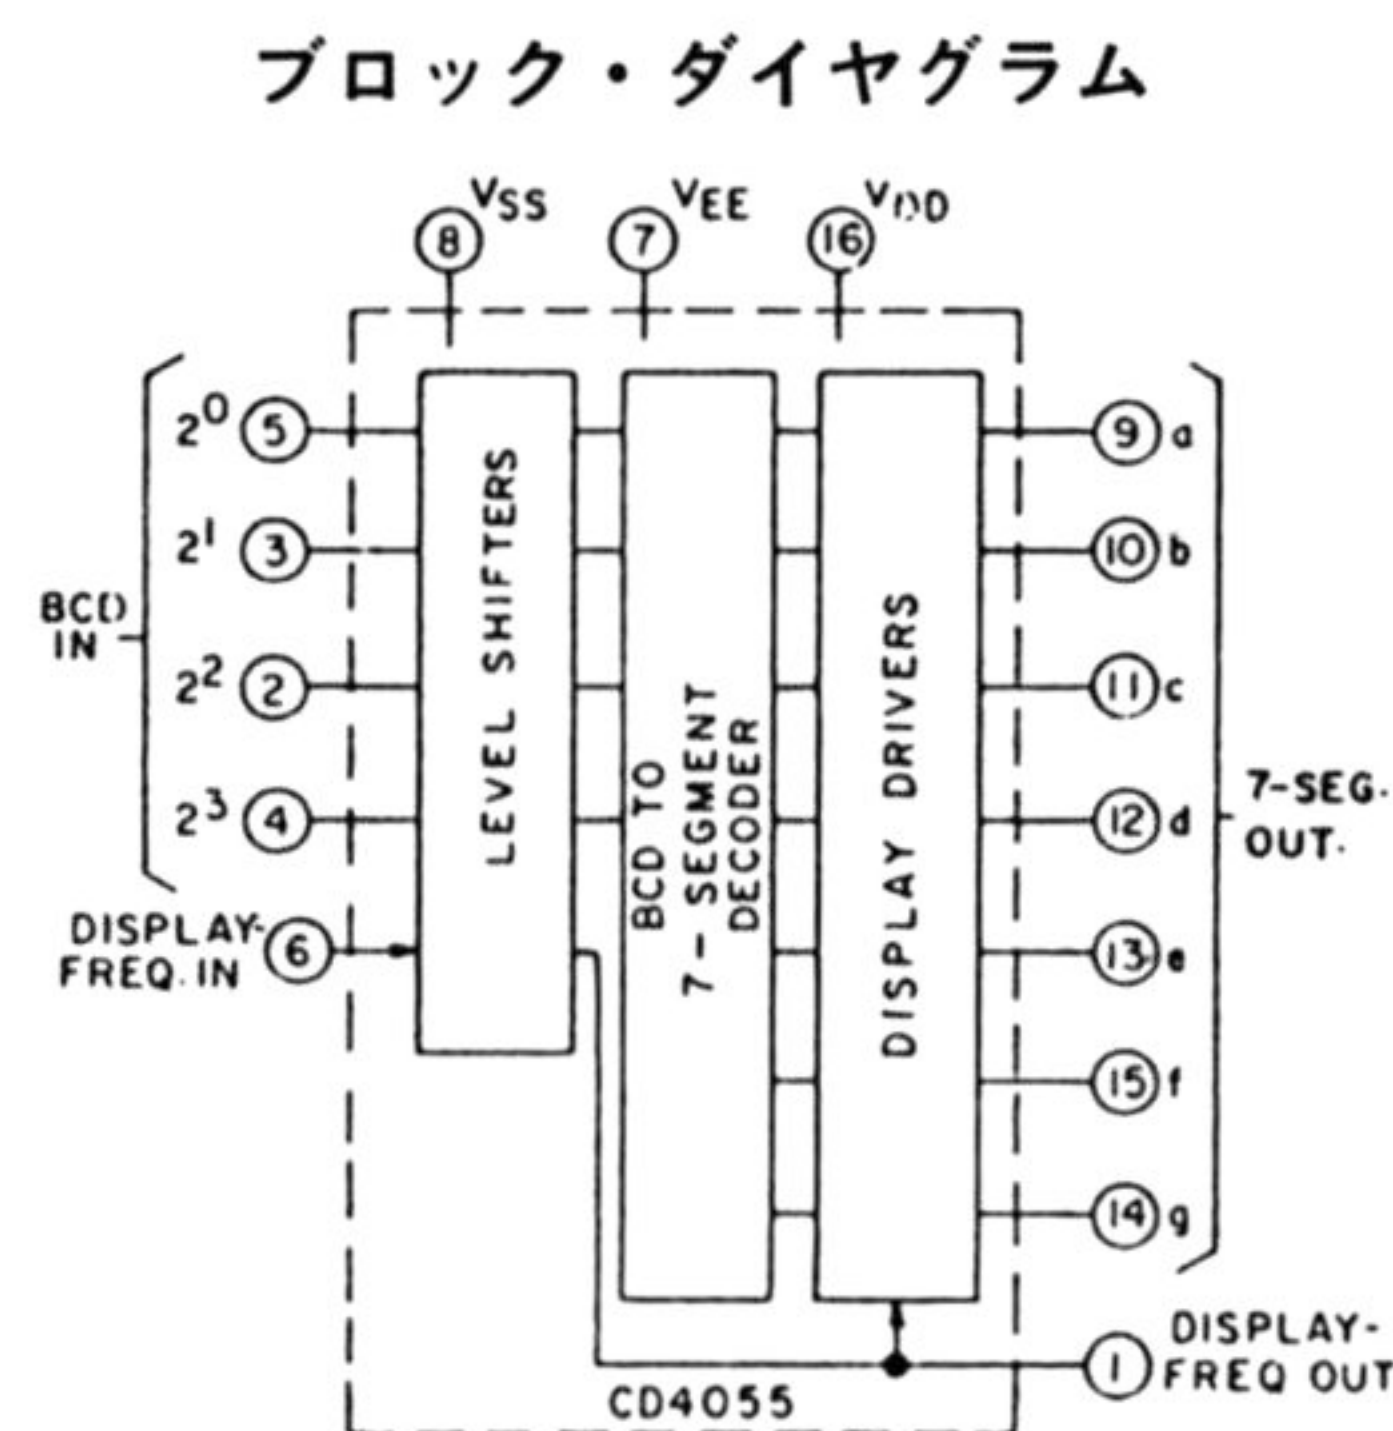 ブロック・ダイヤグラム
VSS
VEE
VDD
8
7
16
2⁰ 5
2¹ 3
2² 2
2³ 4
BCD
IN
DISPLAY-
FREQ. IN
6
LEVEL SHIFTERS
BCD TO
7-SEGMENT
DECODER
DISPLAY DRIVERS
9 a
10 b
11 c
12 d
13 e
15 f
14 g
7-SEG.
OUT.
1
DISPLAY-
FREQ OUT
CD4055